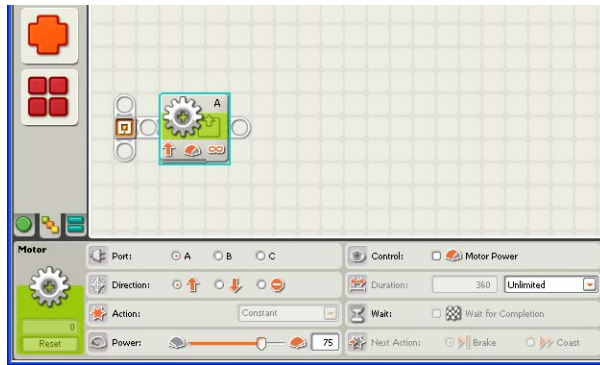 A
Motor
Port: A B C
Control: Motor Power
Direction:
Duration: 360 Unlimited
Action: Constant
Wait: Wait for Completion
0
Reset
Power: 75
Next Action: Brake Coast